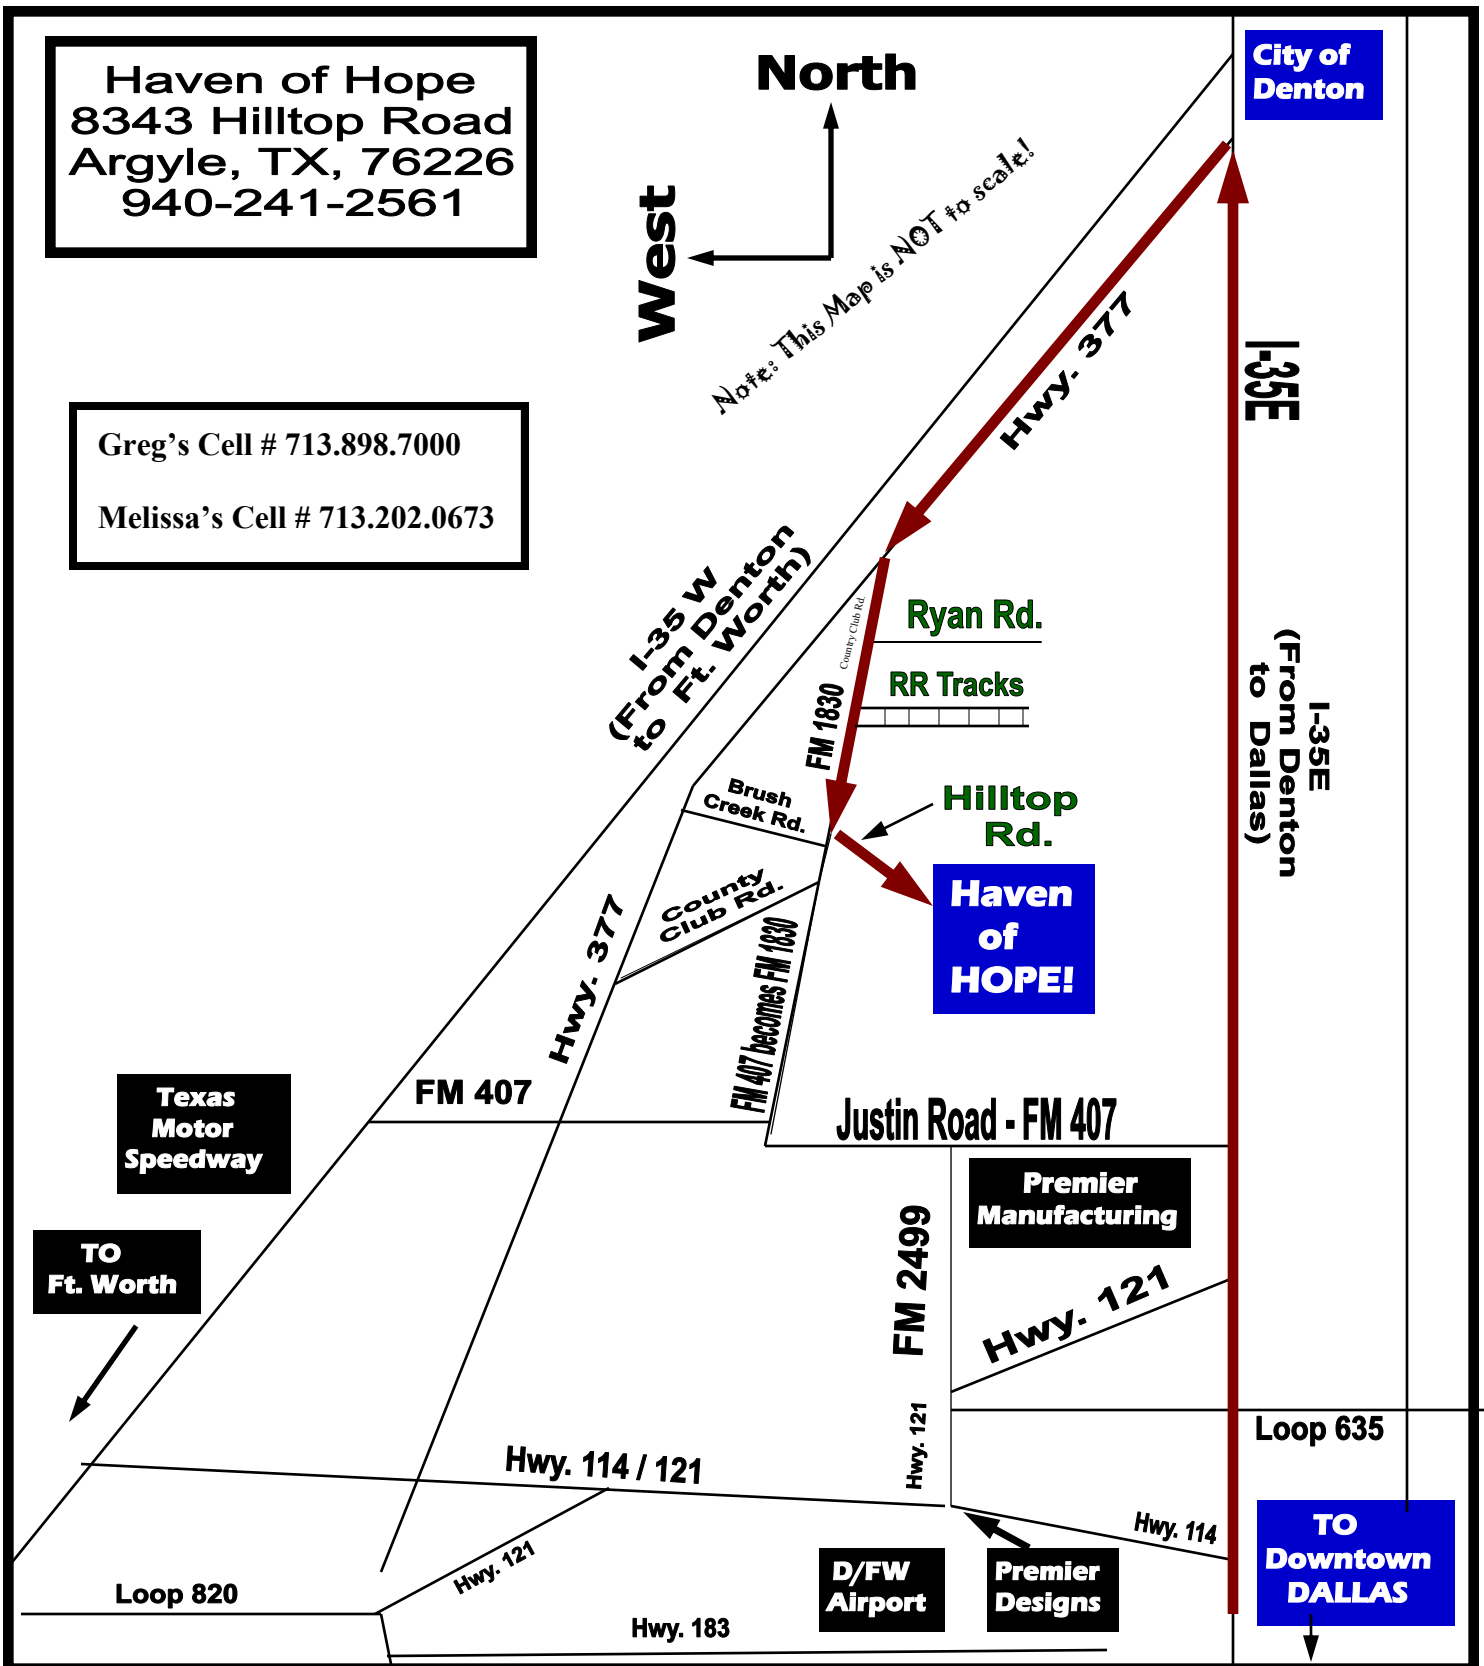 Haven of Hope
8343 Hilltop Road
Argyle, TX, 76226
940-241-2561
North
West
City of
Denton
Note: This Map is NOT to scale!
Greg’s Cell # 713.898.7000
Melissa’s Cell # 713.202.0673
Hwy. 377
I-35E
I-35 W
(From Denton
to Ft. Worth)
Country Club Rd.
Ryan Rd.
RR Tracks
FM 1830
I-35E
(From Denton
to Dallas)
Brush
Creek Rd.
Hilltop
Rd.
County
Club Rd.
Haven
of
HOPE!
Hwy. 377
FM 407 becomes FM 1830
FM 407
Justin Road - FM 407
Texas
Motor
Speedway
Premier
Manufacturing
TO
Ft. Worth
FM 2499
Hwy. 121
Hwy. 121
Loop 635
Hwy. 114 / 121
Hwy. 114
TO
Downtown
DALLAS
Hwy. 121
D/FW
Airport
Premier
Designs
Loop 820
Hwy. 183